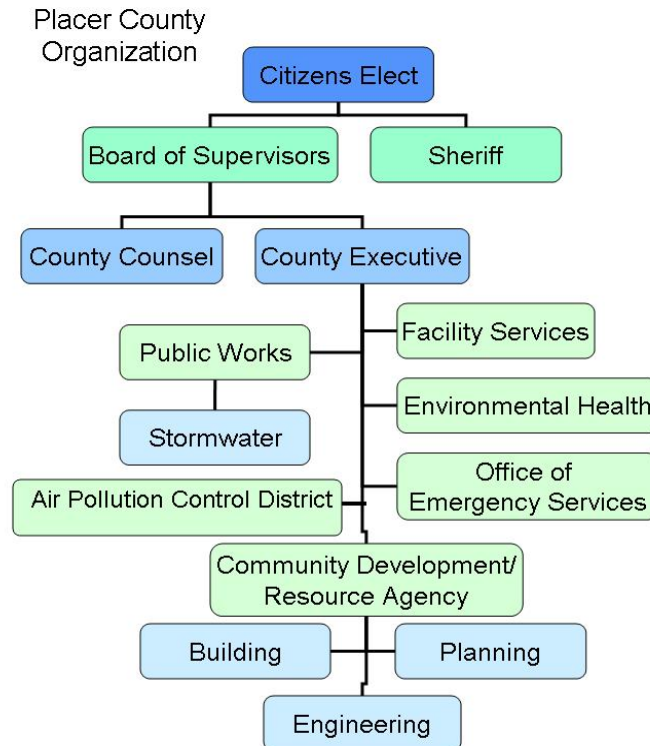 Placer County
Organization
Citizens Elect
Board of Supervisors
Sheriff
County Counsel
County Executive
Facility Services
Public Works
Environmental Health
Stormwater
Office of
Emergency Services
Air Pollution Control District
Community Development/
Resource Agency
Building
Planning
Engineering